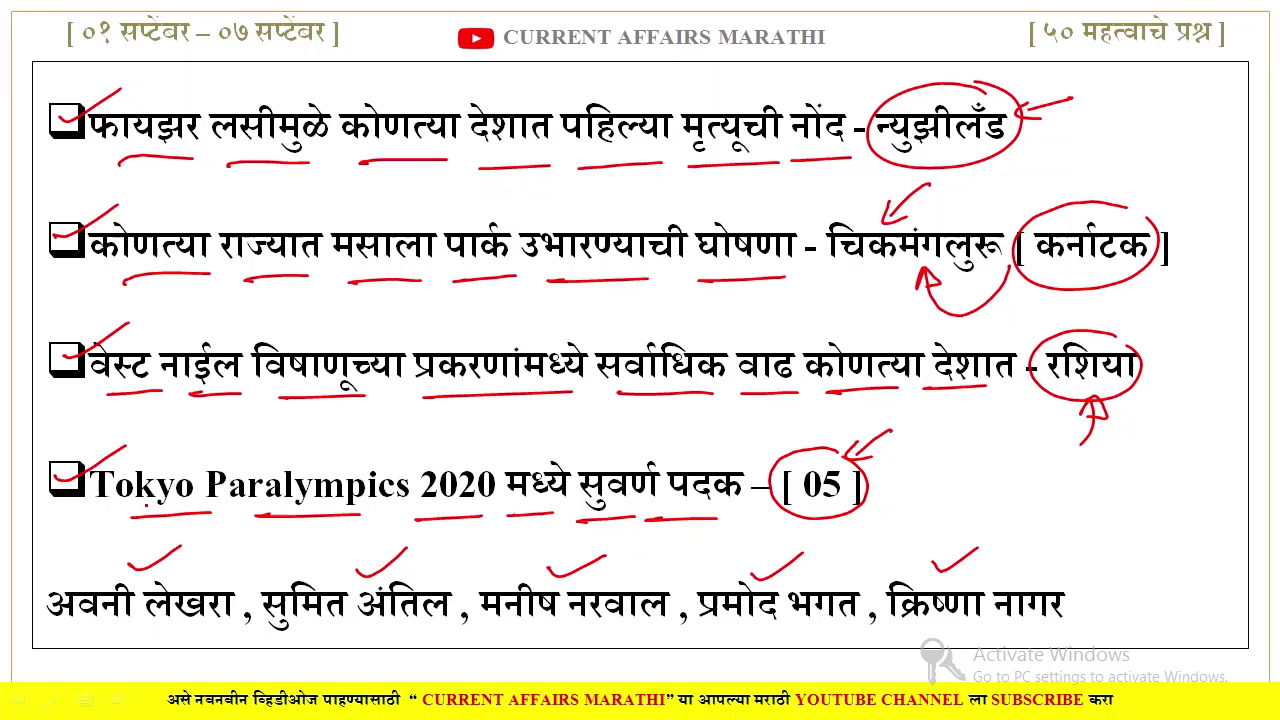 [ ०१ सप्टेंबर – ०७ सप्टेंबर ]
CURRENT AFFAIRS MARATHI
[ ५० महत्वाचे प्रश्न ]
फायझर लसीमुळे कोणत्या देशात पहिल्या मृत्यूची नोंद - न्युझीलँड
कोणत्या राज्यात मसाला पार्क उभारण्याची घोषणा - चिकमंगलुरू [ कर्नाटक ]
वेस्ट नाईल विषाणूच्या प्रकरणांमध्ये सर्वाधिक वाढ कोणत्या देशात - रशिया
Tokyo Paralympics 2020 मध्ये सुवर्ण पदक – [ 05 ]
अवनी लेखरा , सुमित अंतिल , मनीष नरवाल , प्रमोद भगत , क्रिष्णा नागर
Activate Windows
Go to PC settings to activate Windows.
असे नवनवीन व्हिडीओज पाहण्यासाठी “ CURRENT AFFAIRS MARATHI” या आपल्या मराठी YOUTUBE CHANNEL ला SUBSCRIBE करा